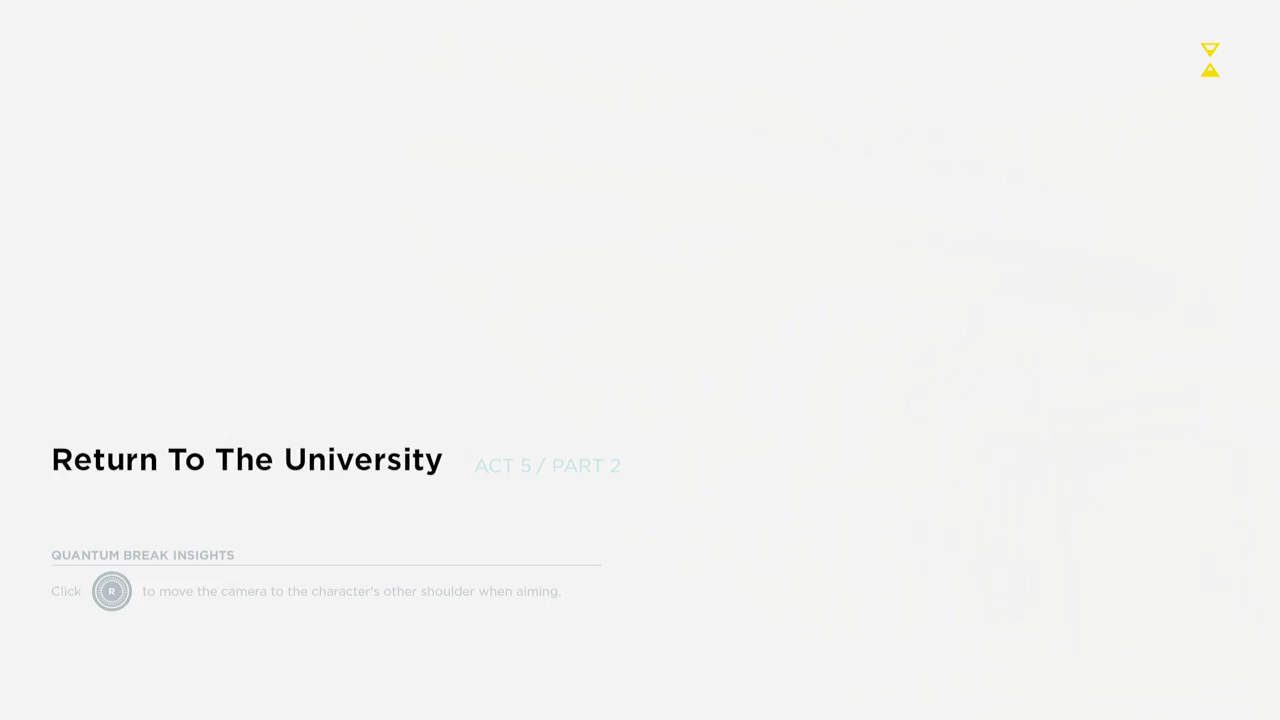 Return To The University ACT 5 / PART 2
QUANTUM BREAK INSIGHTS
Click R to move the camera to the character's other shoulder when aiming.